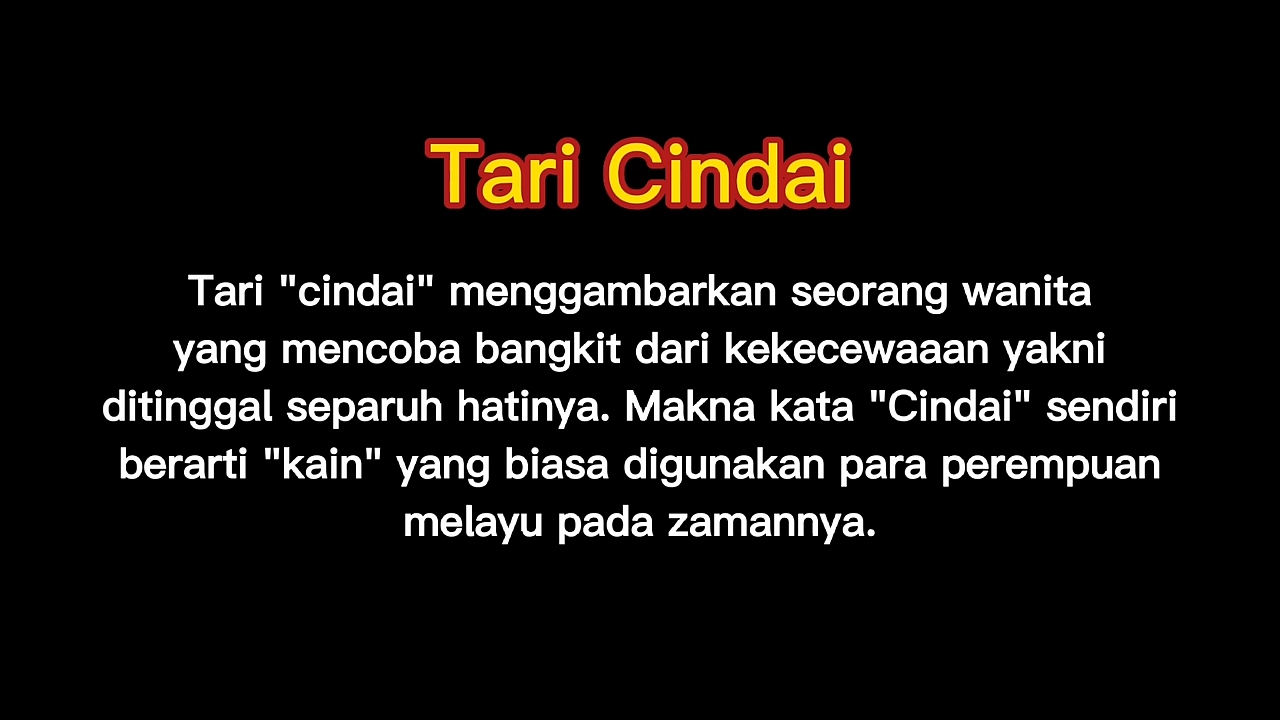 Tari Cindai
Tari "cindai" menggambarkan seorang wanita
yang mencoba bangkit dari kekecewaaan yakni
ditinggal separuh hatinya. Makna kata "Cindai" sendiri
berarti "kain" yang biasa digunakan para perempuan
melayu pada zamannya.